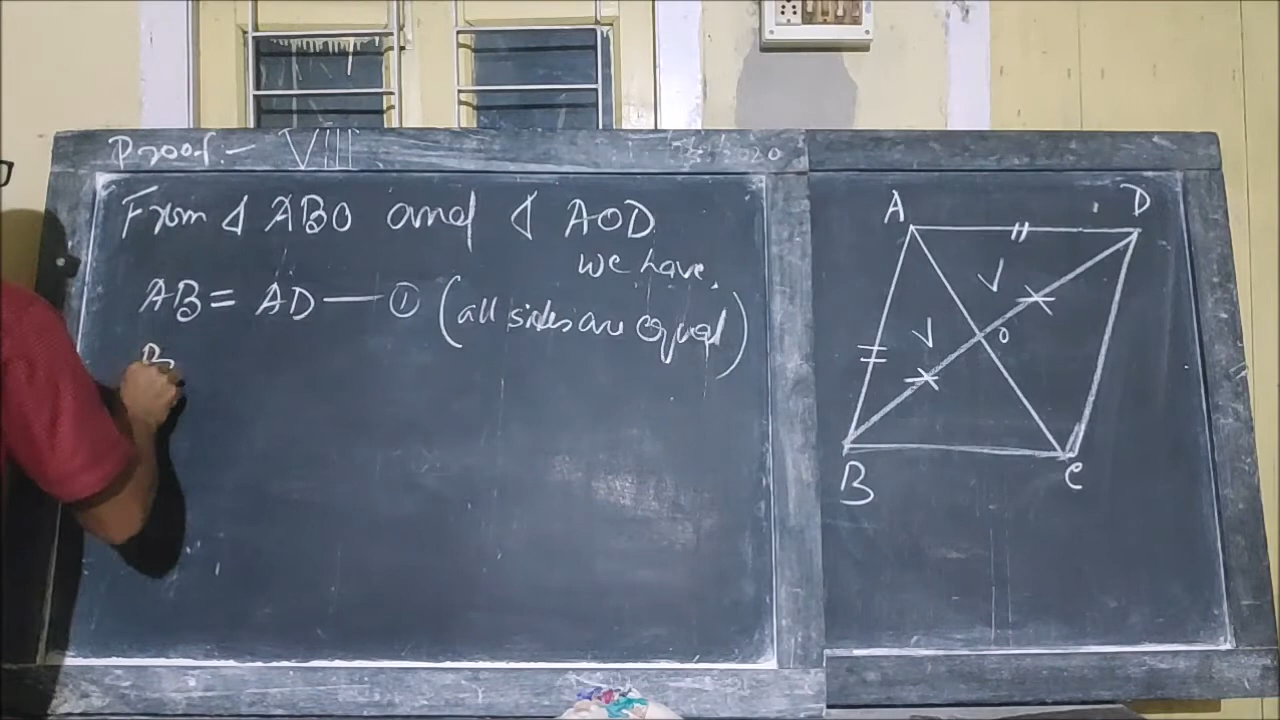 Proof:- VIII
From Δ ABO and Δ AOD
we have,
AB = AD — ① (all sides are equal)
B
A
D
O
B
C